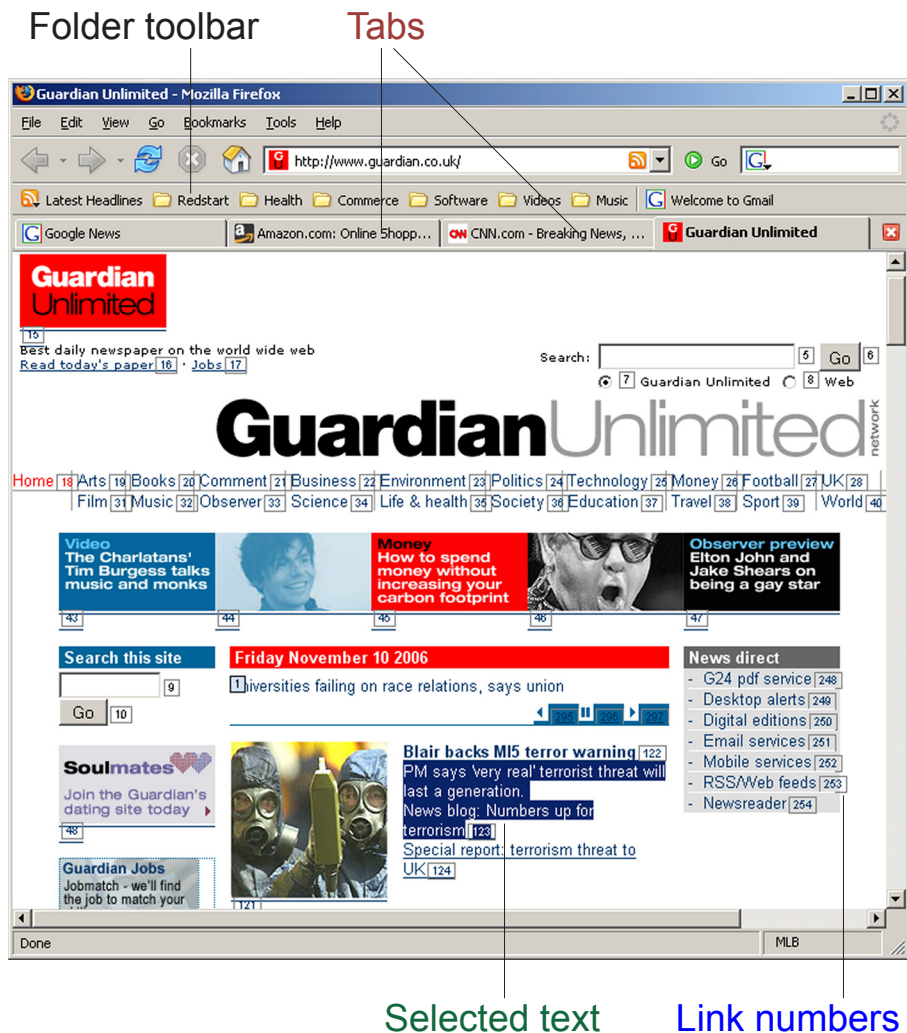 Folder toolbar Tabs
Guardian Unlimited - Mozilla Firefox
File Edit View Go Bookmarks Tools Help
http://www.guardian.co.uk/ Go G
Latest Headlines Redstart Health Commerce Software Videos Music G Welcome to Gmail
G Google News a Amazon.com: Online Shopp... CNN CNN.com - Breaking News, ... G Guardian Unlimited
Guardian
Unlimited
15
Best daily newspaper on the world wide web
Read today's paper 16 · Jobs 17
Search: 5 Go 6
7 Guardian Unlimited 8 Web
GuardianUnlimited network
Home 18 Arts 19 Books 20 Comment 21 Business 22 Environment 23 Politics 24 Technology 25 Money 26 Football 27 UK 28
Film 31 Music 32 Observer 33 Science 34 Life & health 35 Society 36 Education 37 Travel 38 Sport 39 World 40
Video
The Charlatans'
Tim Burgess talks
music and monks
Money
How to spend
money without
increasing your
carbon footprint
Observer preview
Elton John and
Jake Shears on
being a gay star
43 44 45 46 47
Search this site
9
Go 10
Friday November 10 2006
1 niversities failing on race relations, says union
295 296 297
News direct
- G24 pdf service 248
- Desktop alerts 249
- Digital editions 250
- Email services 251
- Mobile services 252
- RSS/Web feeds 253
- Newsreader 254
Soulmates
Join the Guardian's
dating site today
48
Guardian Jobs
Jobmatch - we'll find
the job to match your
121
Blair backs MI5 terror warning 122
PM says 'very real' terrorist threat will
last a generation.
News blog: Numbers up for
terrorism 123
Special report: terrorism threat to
UK 124
Done MLB
Selected text Link numbers